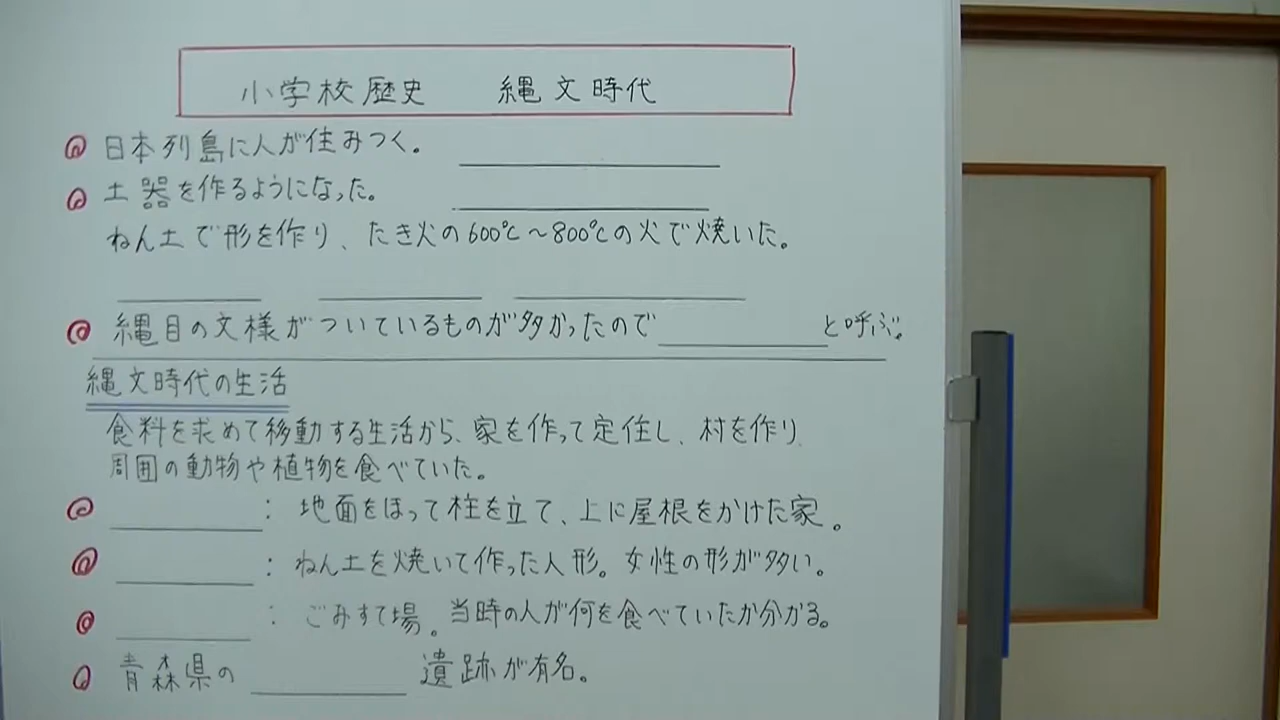 小学校歴史 縄文時代
日本列島に人が住みつく。
土器を作るようになった。
ねん土で形を作り、たき火の600℃～800℃の火で焼いた。
縄目の文様がついているものが多かったので と呼ぶ。
縄文時代の生活
食料を求めて移動する生活から、家を作って定住し、村を作り、
周囲の動物や植物を食べていた。
： 地面をほって柱を立て、上に屋根をかけた家。
： ねん土を焼いて作った人形。女性の形が多い。
： ごみすて場。当時の人が何を食べていたか分かる。
青森県の 遺跡が有名。